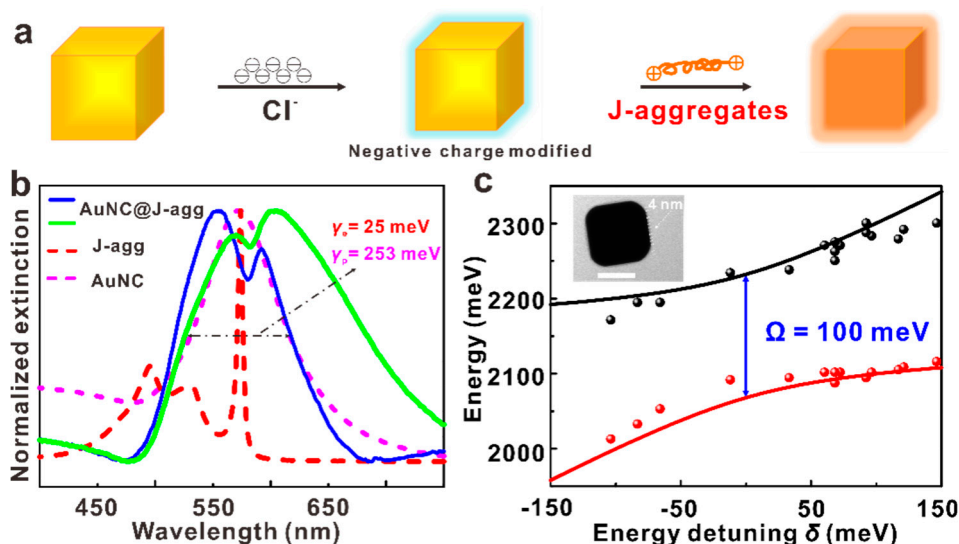 a
Cl⁻
J-aggregates
Negative charge modified
b
AuNC@J-agg
J-agg
AuNC
γₑ= 25 meV
γₚ= 253 meV
Normalized extinction
450 550 650
Wavelength (nm)
c
4 nm
Ω = 100 meV
Energy (meV)
2300
2200
2100
2000
-150 -50 50 150
Energy detuning δ (meV)